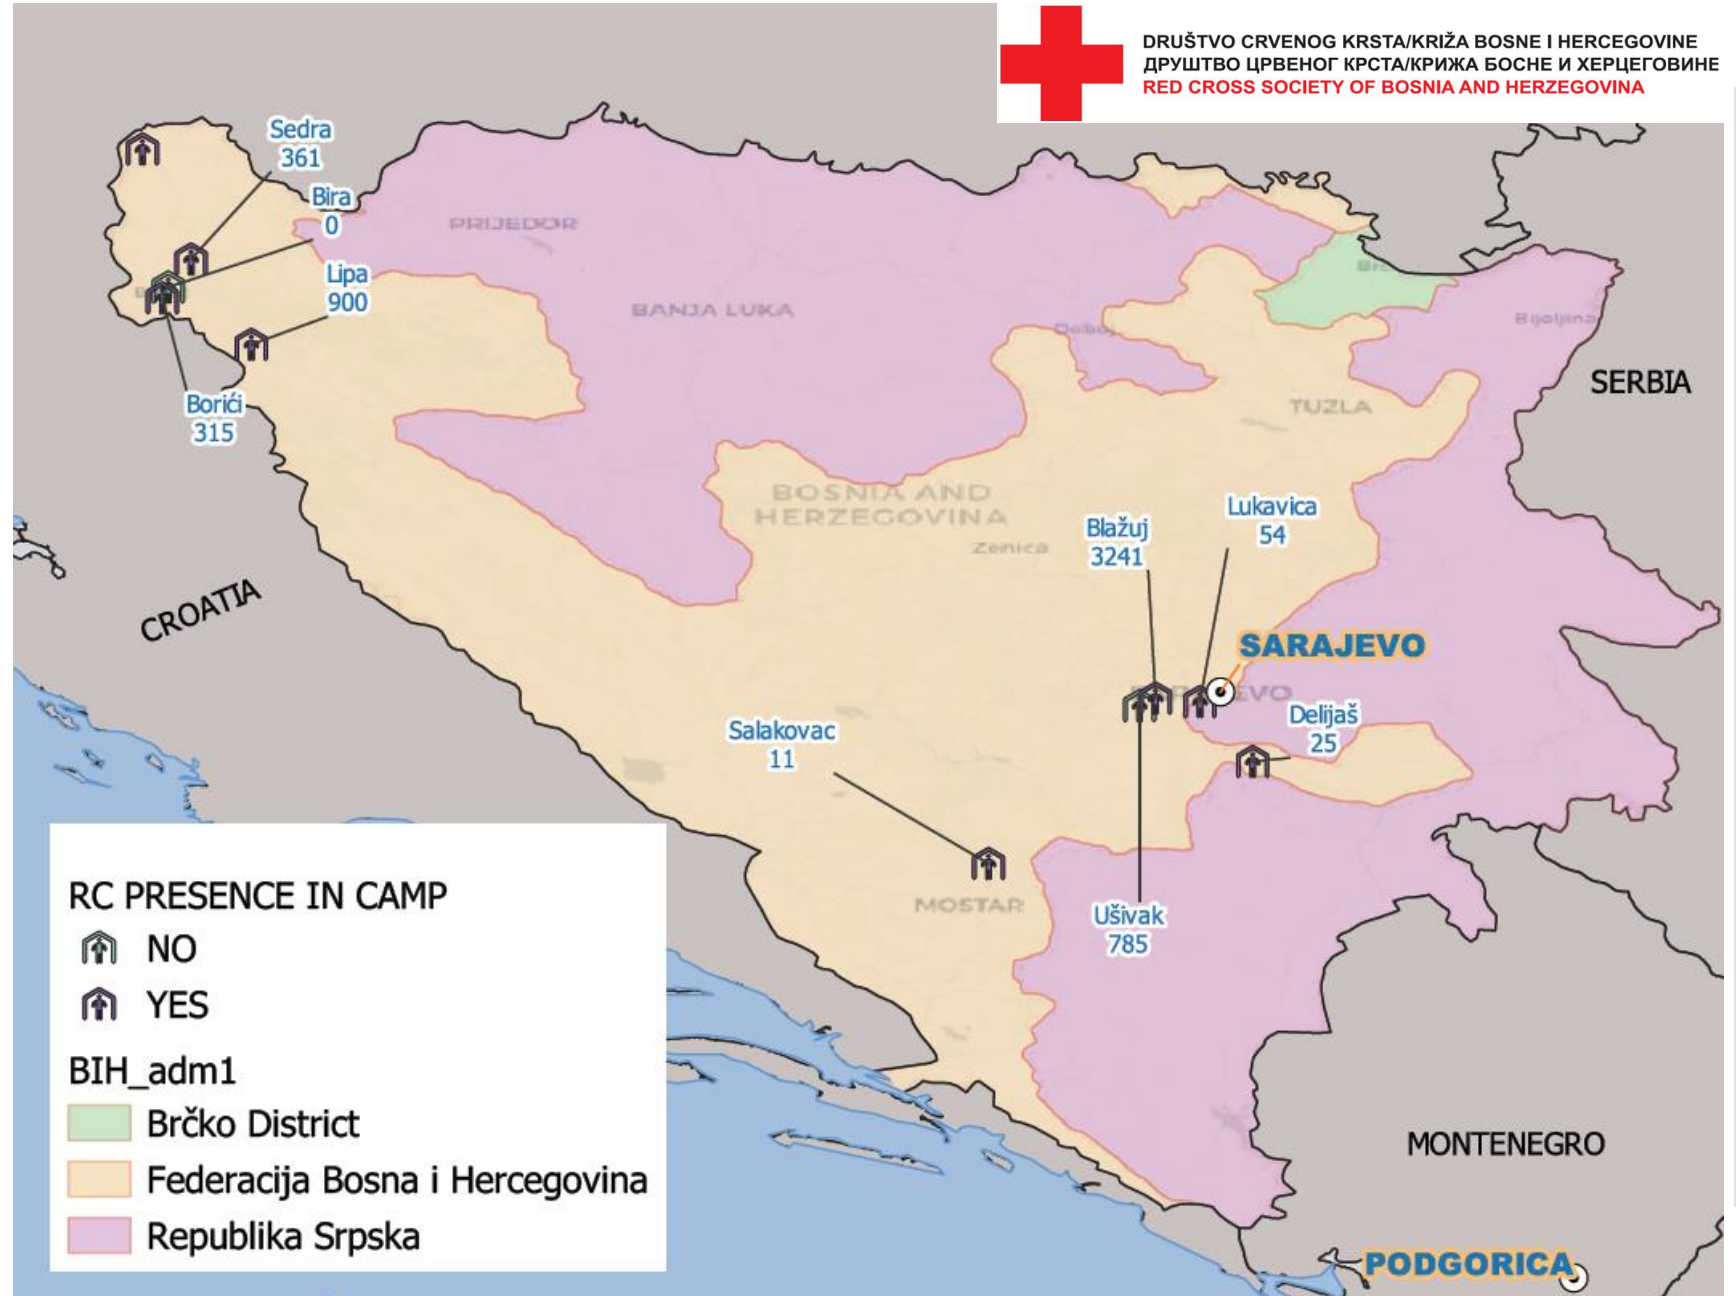 DRUŠTVO CRVENOG KRSTA/KRIŽA BOSNE I HERCEGOVINE
ДРУШТВО ЦРВЕНОГ КРСТА/КРИЖА БОСНЕ И ХЕРЦЕГОВИНЕ
RED CROSS SOCIETY OF BOSNIA AND HERZEGOVINA
Sedra
361
Bira
0
Lipa
900
Borići
315
PRIJEDOR
BANJA LUKA
Doboj
Bijeljina
SERBIA
TUZLA
BOSNIA AND
HERZEGOVINA
Zenica
Blažuj
3241
Lukavica
54
CROATIA
SARAJEVO
Delijaš
25
Salakovac
11
MOSTAR
Ušivak
785
RC PRESENCE IN CAMP
NO
YES
BIH_adm1
Brčko District
Federacija Bosna i Hercegovina
Republika Srpska
MONTENEGRO
PODGORICA